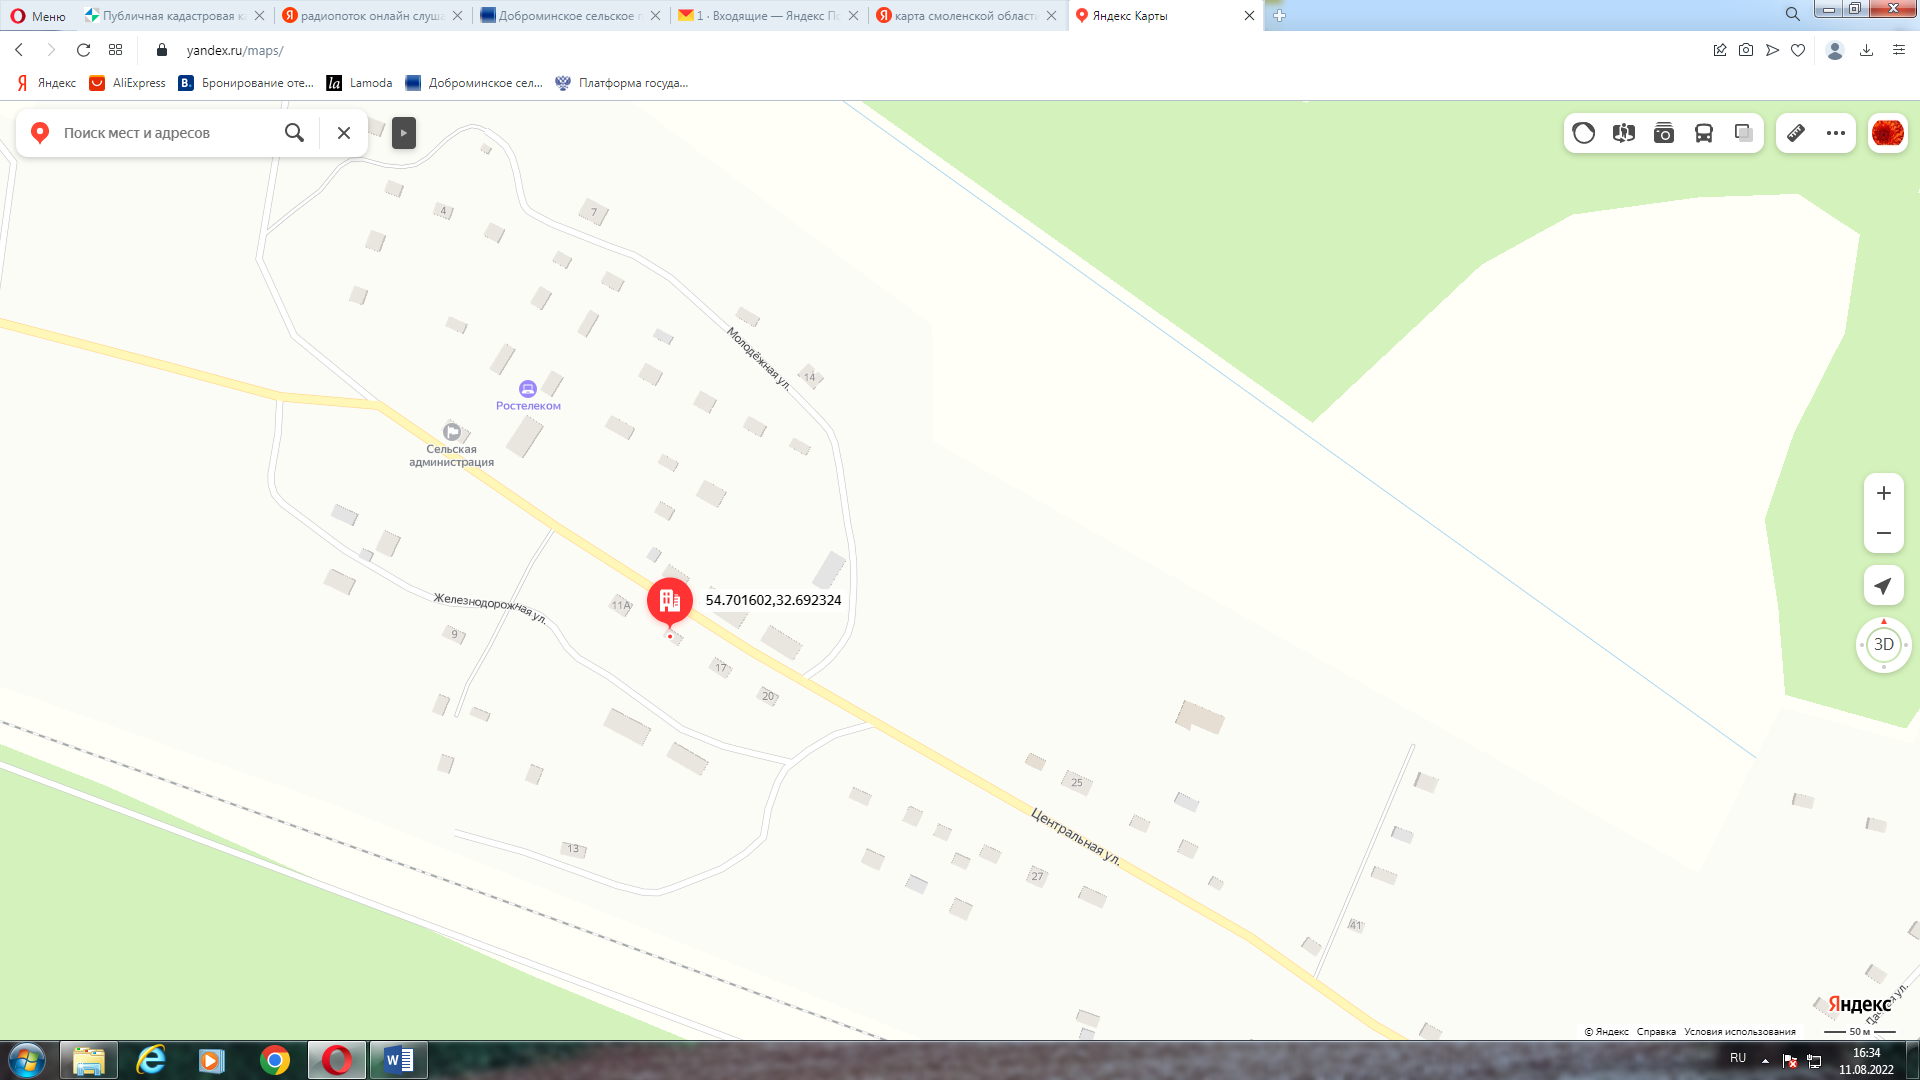 Меню
Публичная кадастровая к
радиопоток онлайн слуша
Доброминское сельское п
1 · Входящие — Яндекс По
карта смоленской област
Яндекс Карты
yandex.ru/maps/
Яндекс
AliExpress
Бронирование оте...
Lamoda
Доброминское сел...
Платформа госуда...
Поиск мест и адресов
4
7
Молодёжная ул.
14
Ростелеком
Сельская
администрация
Железнодорожная ул.
9
11А
54.701602,32.692324
17
20
13
25
Центральная ул.
27
41
3D
Яндекс
© Яндекс Справка Условия использования
50 м
RU
16:34
11.08.2022